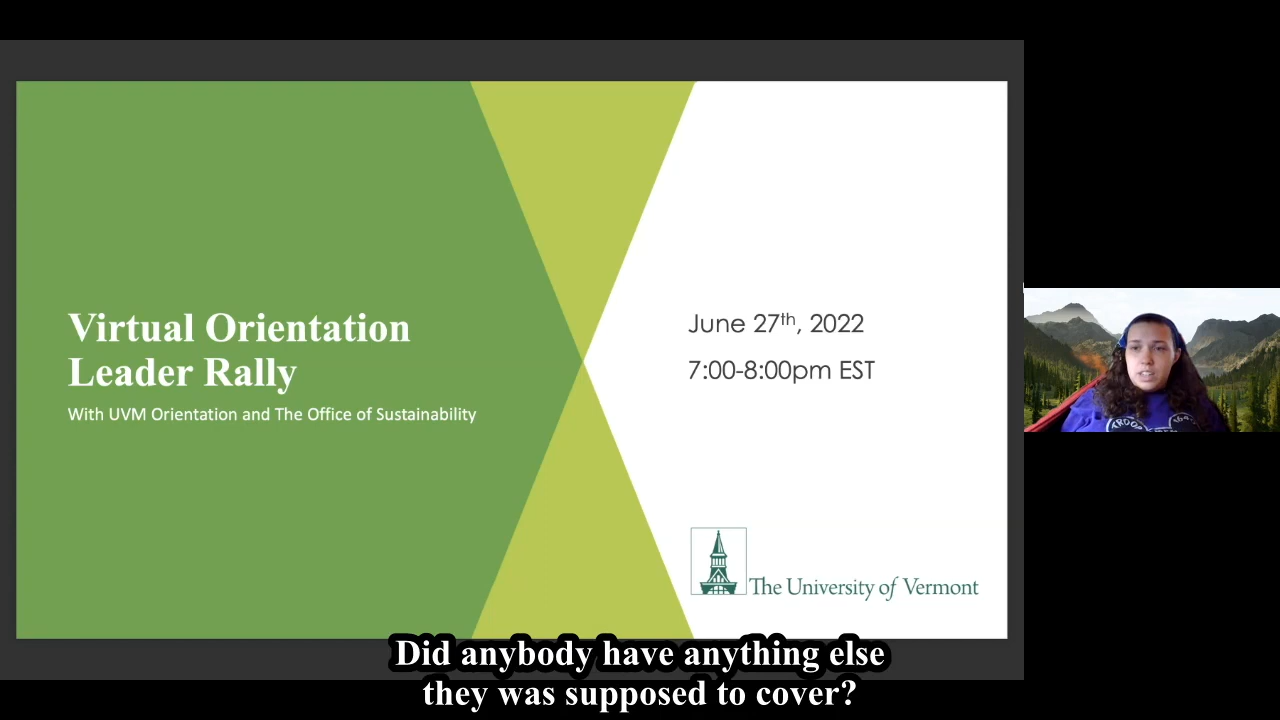 Virtual Orientation
Leader Rally
With UVM Orientation and The Office of Sustainability
June 27th, 2022
7:00-8:00pm EST
The University of Vermont
TROOP
Did anybody have anything else
they was supposed to cover?